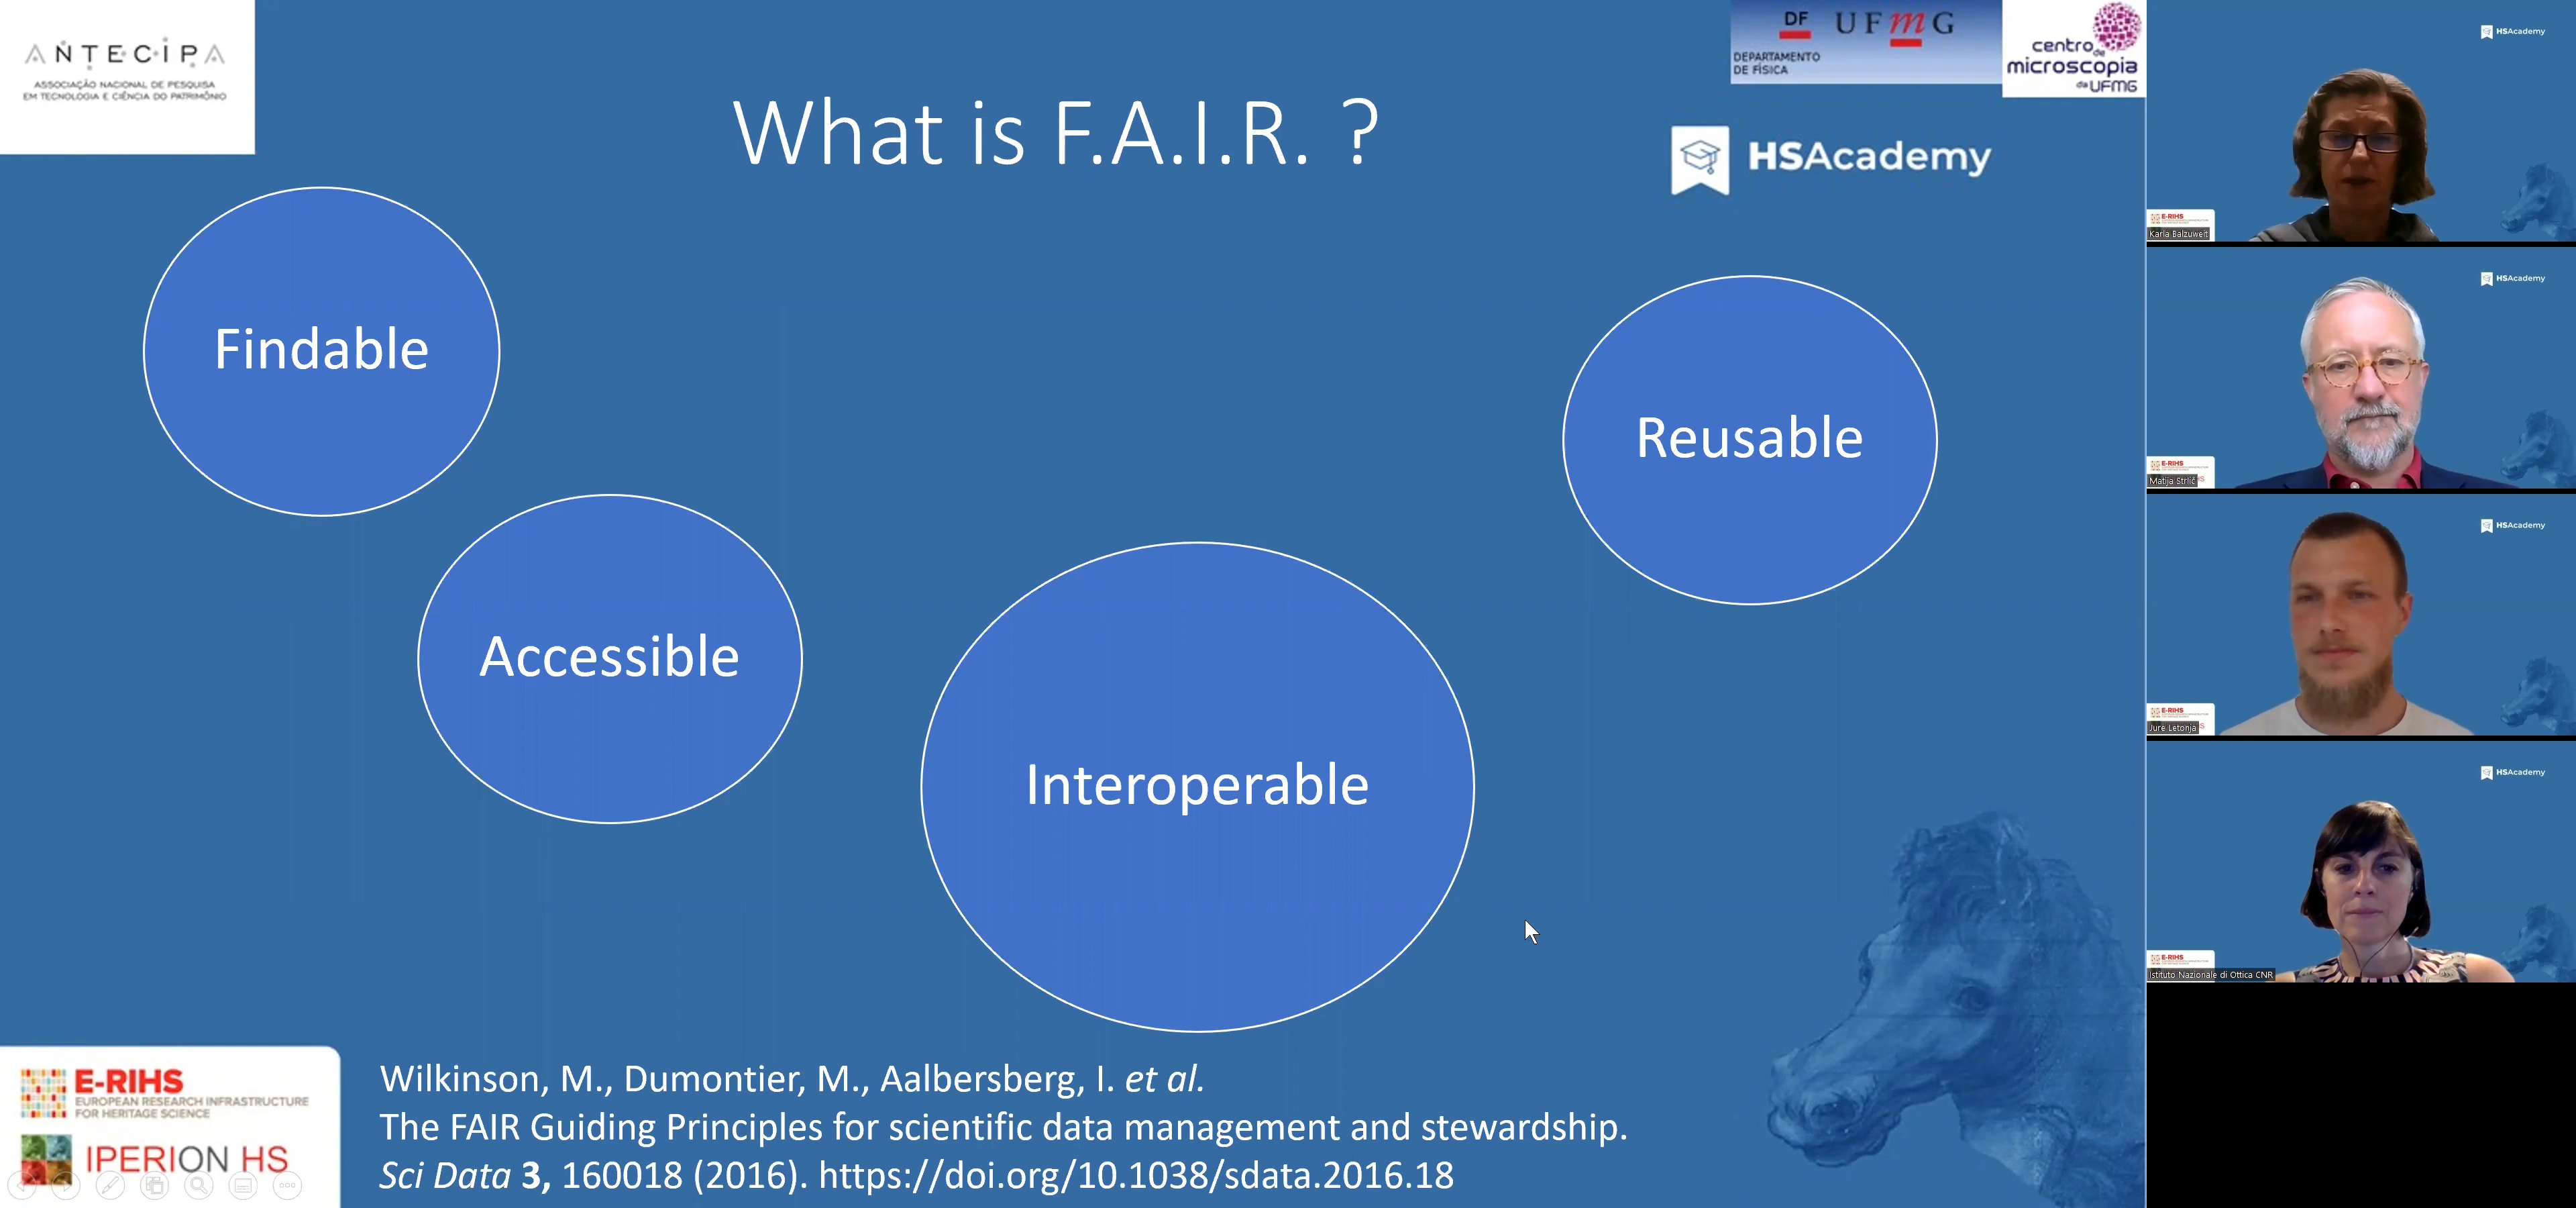 ANTECIPA
ASSOCIAÇÃO NACIONAL DE PESQUISA
EM TECNOLOGIA E CIÊNCIA DO PATRIMÔNIO
DF UFmG
DEPARTAMENTO
DE FÍSICA
centro de
microscopia
da UFMG
What is F.A.I.R. ?
HSAcademy
Findable
Reusable
Accessible
Interoperable
E-RIHS
EUROPEAN RESEARCH INFRASTRUCTURE
FOR HERITAGE SCIENCE
IPERION HS
Wilkinson, M., Dumontier, M., Aalbersberg, I. et al.
The FAIR Guiding Principles for scientific data management and stewardship.
Sci Data 3, 160018 (2016). https://doi.org/10.1038/sdata.2016.18
HSAcademy
E-RIHS
Karla Balzuweit
HSAcademy
E-RIHS
Matija Strlič
HSAcademy
E-RIHS
Jure Letonja
HSAcademy
E-RIHS
Istituto Nazionale di Ottica CNR